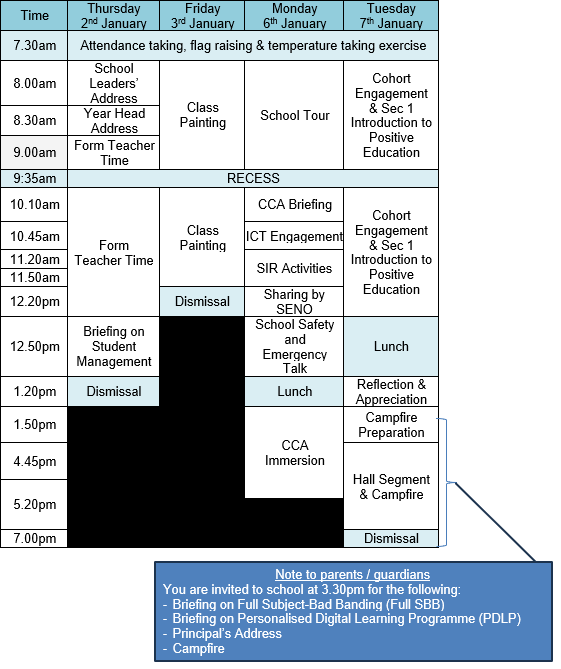 Time
Thursday
2nd January
Friday
3rd January
Monday
6th January
Tuesday
7th January
7.30am
Attendance taking, flag raising & temperature taking exercise
8.00am
School
Leaders'
Address
8.30am
Year Head
Address
9.00am
Form Teacher
Time
Class
Painting
School Tour
Cohort
Engagement
& Sec 1
Introduction to
Positive
Education
9:35am
RECESS
10.10am
10.45am
11.20am
11.50am
12.20pm
Form
Teacher Time
Class
Painting
Dismissal
CCA Briefing
ICT Engagement
SIR Activities
Sharing by
SENO
Cohort
Engagement
& Sec 1
Introduction to
Positive
Education
12.50pm
Briefing on
Student
Management
School Safety
and
Emergency
Talk
Lunch
1.20pm
Dismissal
Lunch
Reflection &
Appreciation
1.50pm
4.45pm
5.20pm
CCA
Immersion
Campfire
Preparation
Hall Segment
& Campfire
7.00pm
Dismissal
Note to parents / guardians
You are invited to school at 3.30pm for the following:
- Briefing on Full Subject-Bad Banding (Full SBB)
- Briefing on Personalised Digital Learning Programme (PDLP)
- Principal's Address
- Campfire